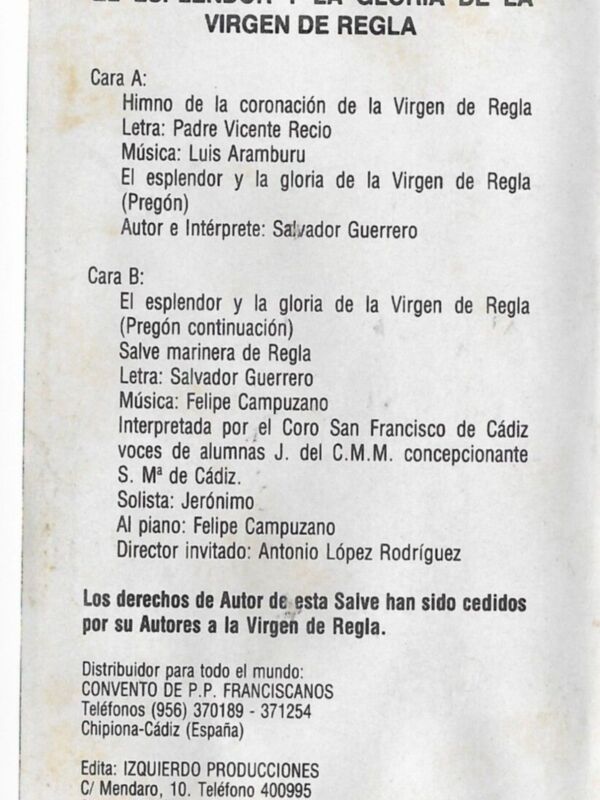 EL ESPLENDOR Y LA GLORIA DE LA
VIRGEN DE REGLA
Cara A:
Himno de la coronación de la Virgen de Regla
Letra: Padre Vicente Recio
Música: Luis Aramburu
El esplendor y la gloria de la Virgen de Regla
(Pregón)
Autor e Intérprete: Salvador Guerrero
Cara B:
El esplendor y la gloria de la Virgen de Regla
(Pregón continuación)
Salve marinera de Regla
Letra: Salvador Guerrero
Música: Felipe Campuzano
Interpretada por el Coro San Francisco de Cádiz
voces de alumnas J. del C.M.M. concepcionante
S. Mª de Cádiz.
Solista: Jerónimo
Al piano: Felipe Campuzano
Director invitado: Antonio López Rodríguez
Los derechos de Autor de esta Salve han sido cedidos
por su Autores a la Virgen de Regla.
Distribuidor para todo el mundo:
CONVENTO DE P.P. FRANCISCANOS
Teléfonos (956) 370189 - 371254
Chipiona-Cádiz (España)
Edita: IZQUIERDO PRODUCCIONES
C/ Mendaro, 10. Teléfono 400995